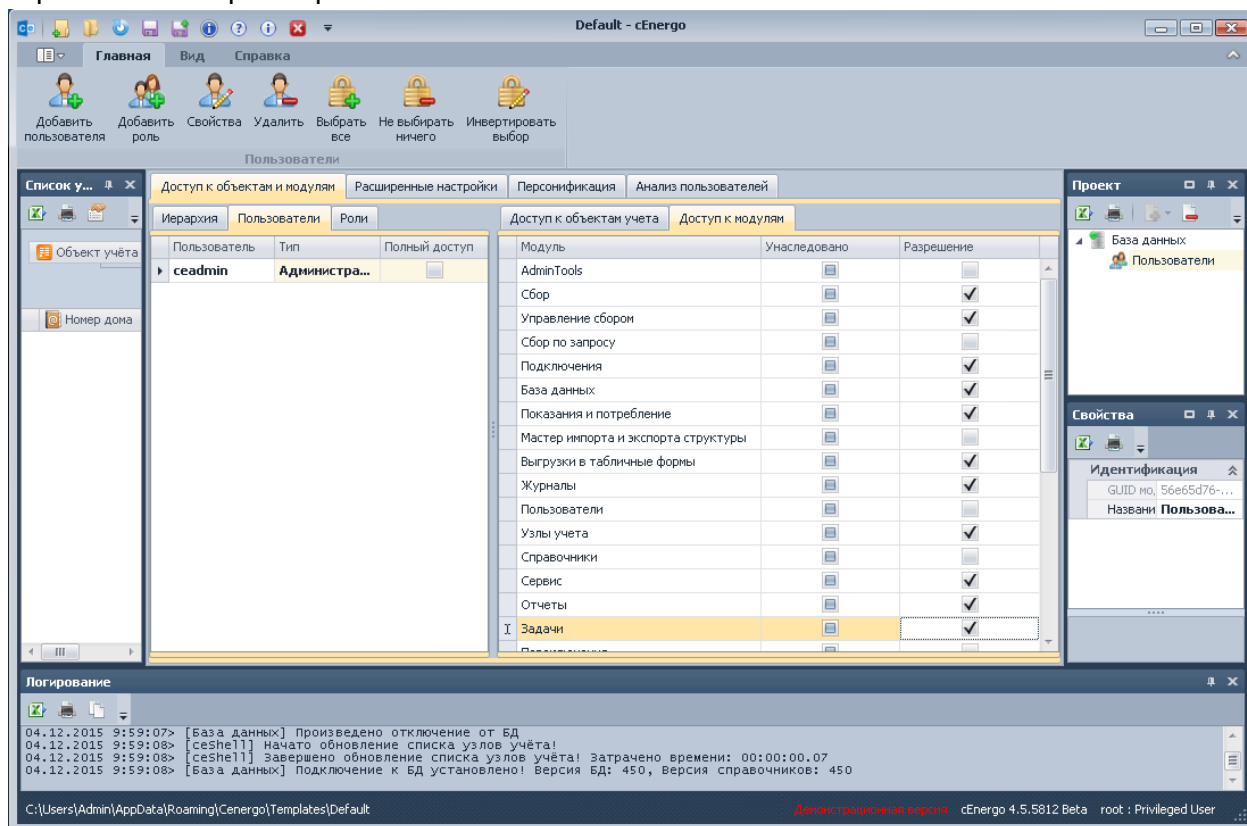 Default - cEnergo
Главная Вид Справка
Добавить пользователя
Добавить роль
Свойства
Удалить
Выбрать все
Не выбирать ничего
Инвертировать выбор
Пользователи
Список у...
Объект учёта
Номер дома
Доступ к объектам и модулям Расширенные настройки Персонификация Анализ пользователей
Иерархия Пользователи Роли
Пользователь Тип Полный доступ
ceadmin Администра...
Доступ к объектам учета Доступ к модулям
Модуль Унаследовано Разрешение
AdminTools
Сбор
Управление сбором
Сбор по запросу
Подключения
База данных
Показания и потребление
Мастер импорта и экспорта структуры
Выгрузки в табличные формы
Журналы
Пользователи
Узлы учета
Справочники
Сервис
Отчеты
Задачи
Проект
База данных
Пользователи
Свойства
Идентификация
GUID мо, 56e65d76-...
Названи Пользова...
Логирование
04.12.2015 9:59:07> [База данных] Произведено отключение от БД
04.12.2015 9:59:08> [ceShell] Начато обновление списка узлов учёта!
04.12.2015 9:59:08> [ceShell] Завершено обновление списка узлов учёта! Затрачено времени: 00:00:00.07
04.12.2015 9:59:08> [База данных] Подключение к БД установлено! Версия БД: 450, Версия справочников: 450
C:\Users\Admin\AppData\Roaming\Cenergo\Templates\Default Демонстрационная версия cEnergo 4.5.5812 Beta root : Privileged User